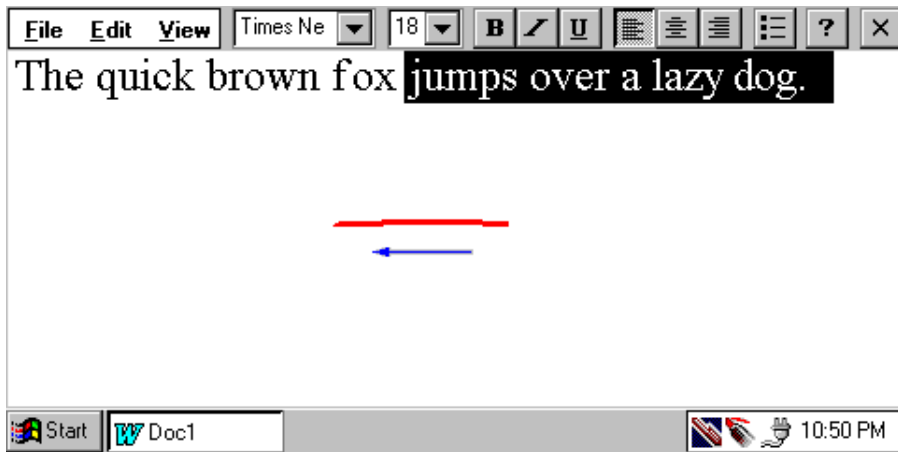 File Edit View Times Ne 18 B I U ? ×
The quick brown fox jumps over a lazy dog.
Start W Doc1 10:50 PM